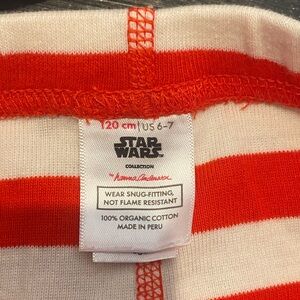 120 cm | US 6-7
STAR
WARS
COLLECTION
by hanna andersson
WEAR SNUG-FITTING,
NOT FLAME RESISTANT
100% ORGANIC COTTON
MADE IN PERU